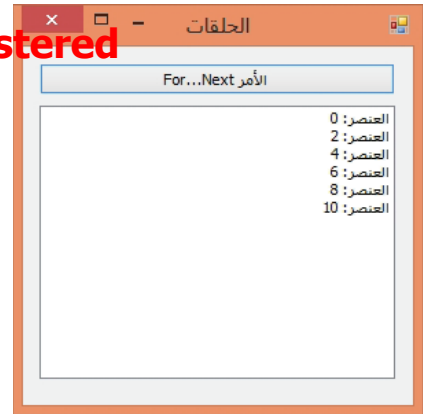 الحلقات
stered
الأمر For...Next
العنصر: 0
العنصر: 2
العنصر: 4
العنصر: 6
العنصر: 8
العنصر: 10